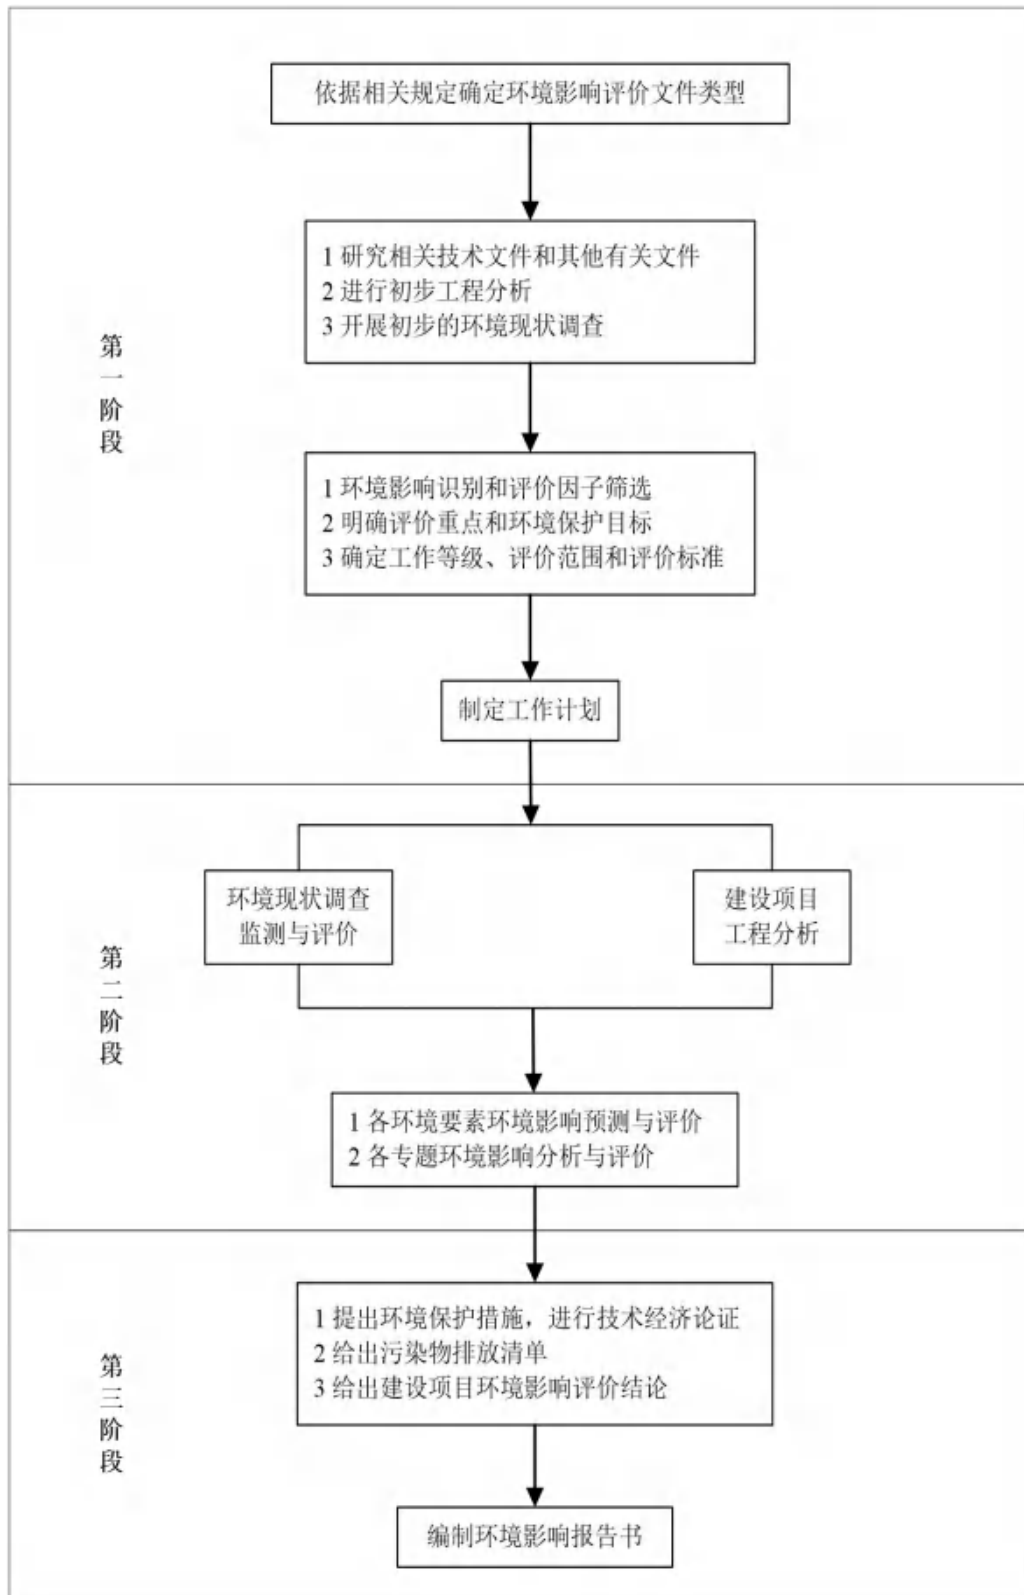 依据相关规定确定环境影响评价文件类型
1 研究相关技术文件和其他有关文件
2 进行初步工程分析
3 开展初步的环境现状调查
第一阶段
1 环境影响识别和评价因子筛选
2 明确评价重点和环境保护目标
3 确定工作等级、评价范围和评价标准
制定工作计划
环境现状调查
监测与评价
建设项目
工程分析
第二阶段
1 各环境要素环境影响预测与评价
2 各专题环境影响分析与评价
1 提出环境保护措施，进行技术经济论证
2 给出污染物排放清单
3 给出建设项目环境影响评价结论
第三阶段
编制环境影响报告书